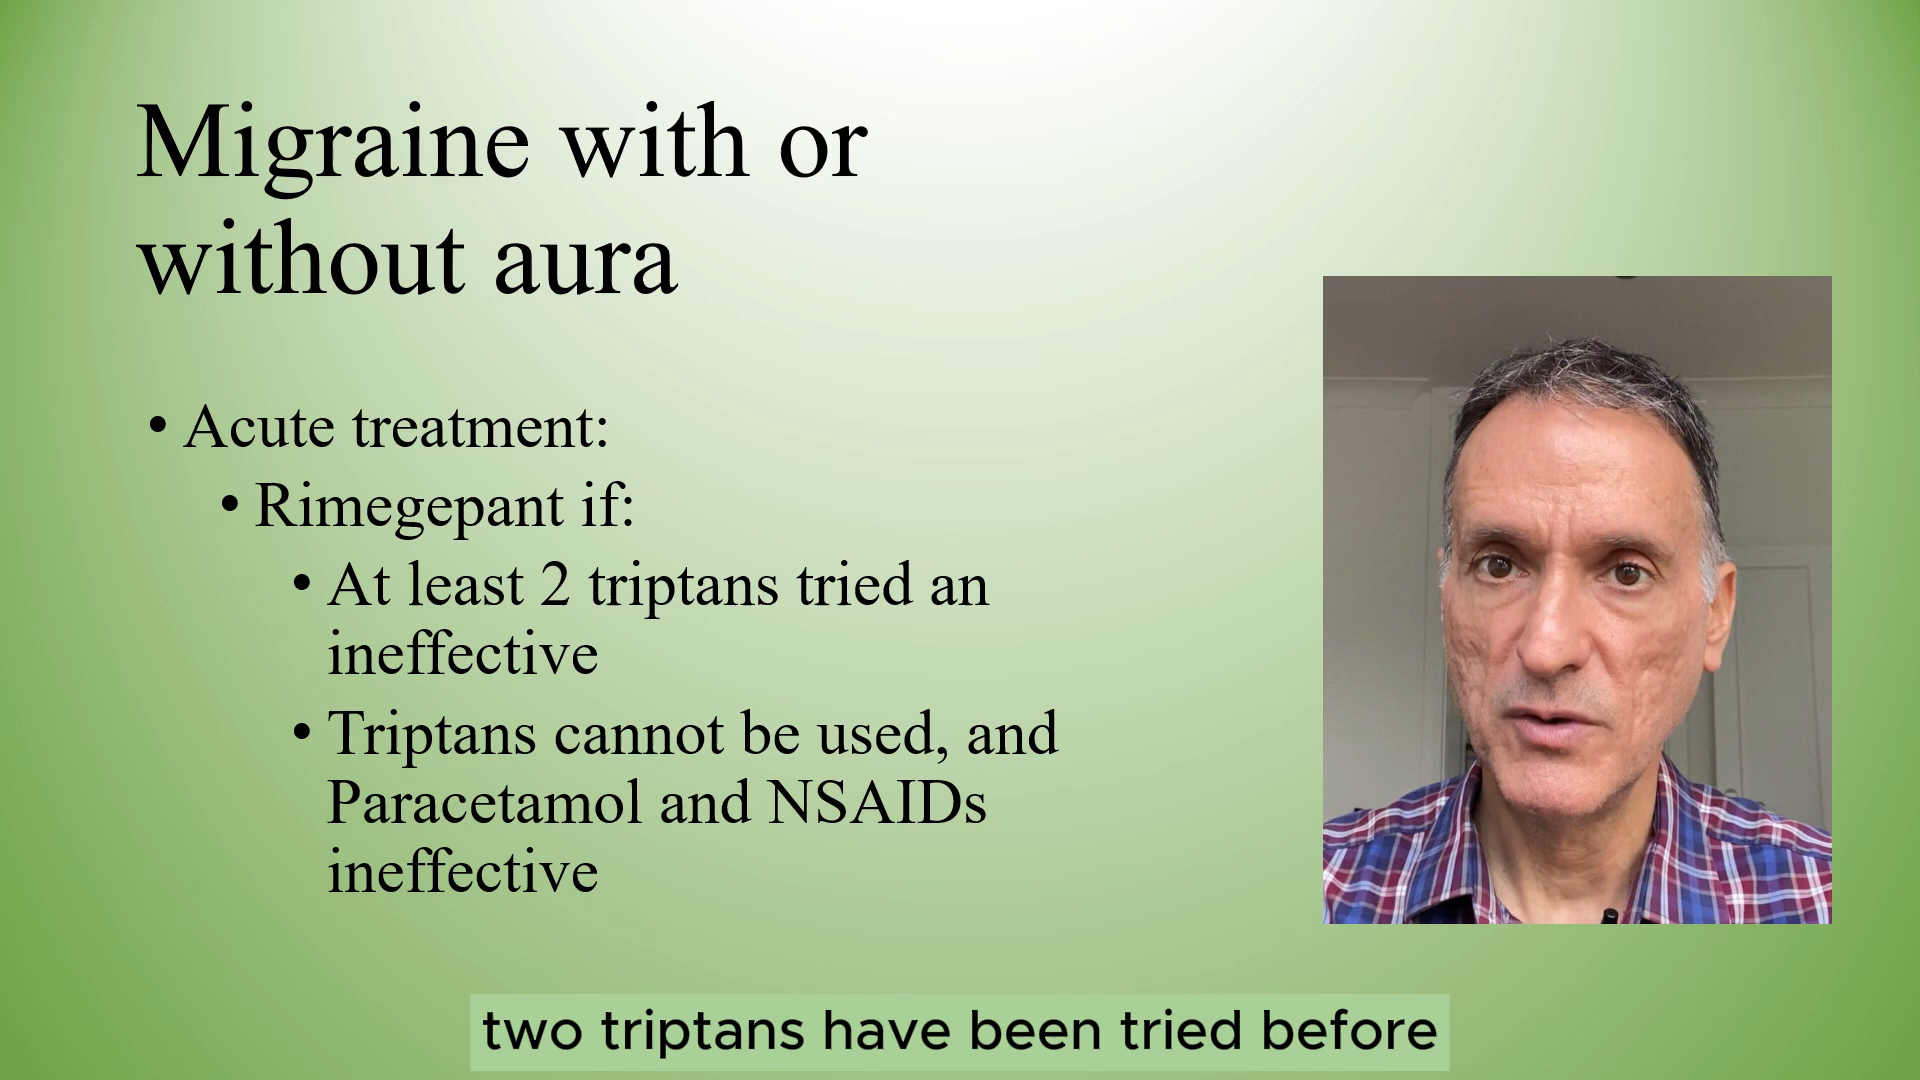 Migraine with or
without aura
• Acute treatment:
• Rimegepant if:
• At least 2 triptans tried an
ineffective
• Triptans cannot be used, and
Paracetamol and NSAIDs
ineffective
two triptans have been tried before